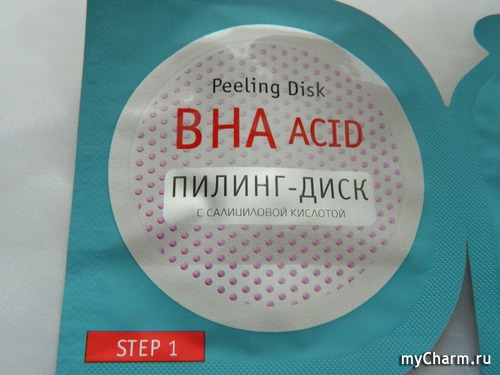 Peeling Disk
BHA ACID
ПИЛИНГ-ДИСК
С САЛИЦИЛОВОЙ КИСЛОТОЙ
STEP 1
myCharm.ru